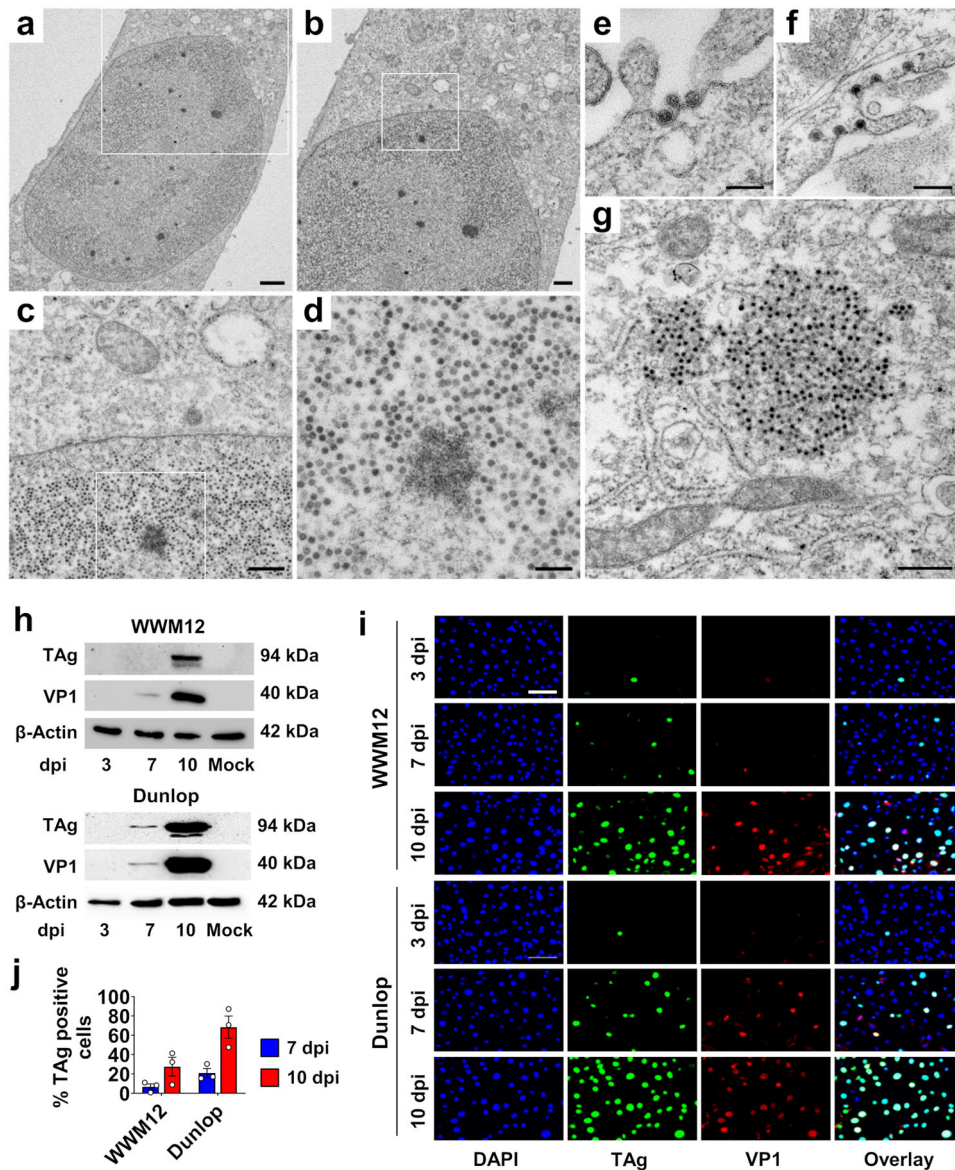 a
b
e
f
c
d
g
h
WWM12
TAg 94 kDa
VP1 40 kDa
β-Actin 42 kDa
dpi 3 7 10 Mock
Dunlop
TAg 94 kDa
VP1 40 kDa
β-Actin 42 kDa
dpi 3 7 10 Mock
i
WWM12
3 dpi
7 dpi
10 dpi
Dunlop
3 dpi
7 dpi
10 dpi
DAPI TAg VP1 Overlay
j
% TAg positive
cells
100
80
60
40
20
0
WWM12
Dunlop
7 dpi
10 dpi